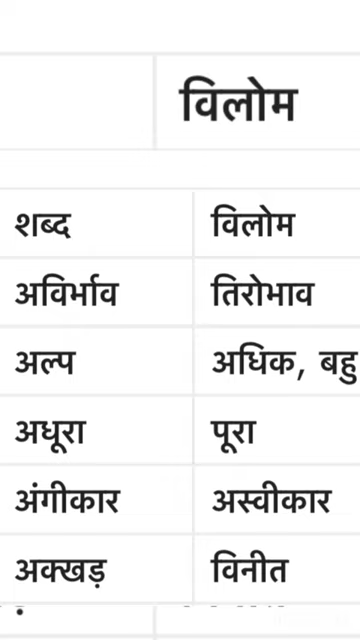 विलोम
शब्द विलोम
अविर्भाव तिरोभाव
अल्प अधिक, बहु
अधूरा पूरा
अंगीकार अस्वीकार
अक्खड़ विनीत